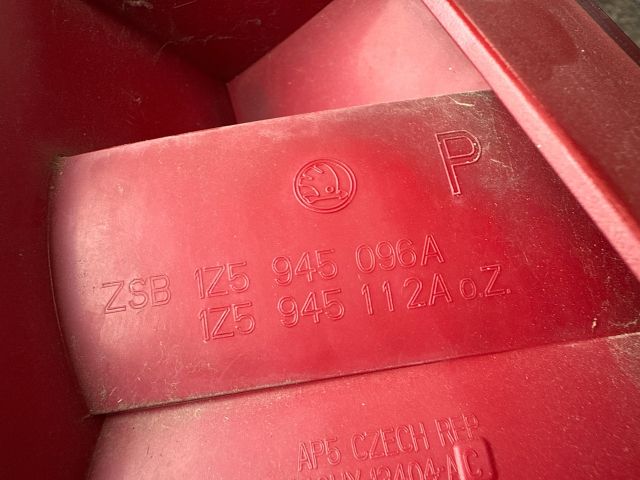 P
ZSB 1Z5 945 096A
1Z5 945 112A o.Z.
AP5 CZECH REP